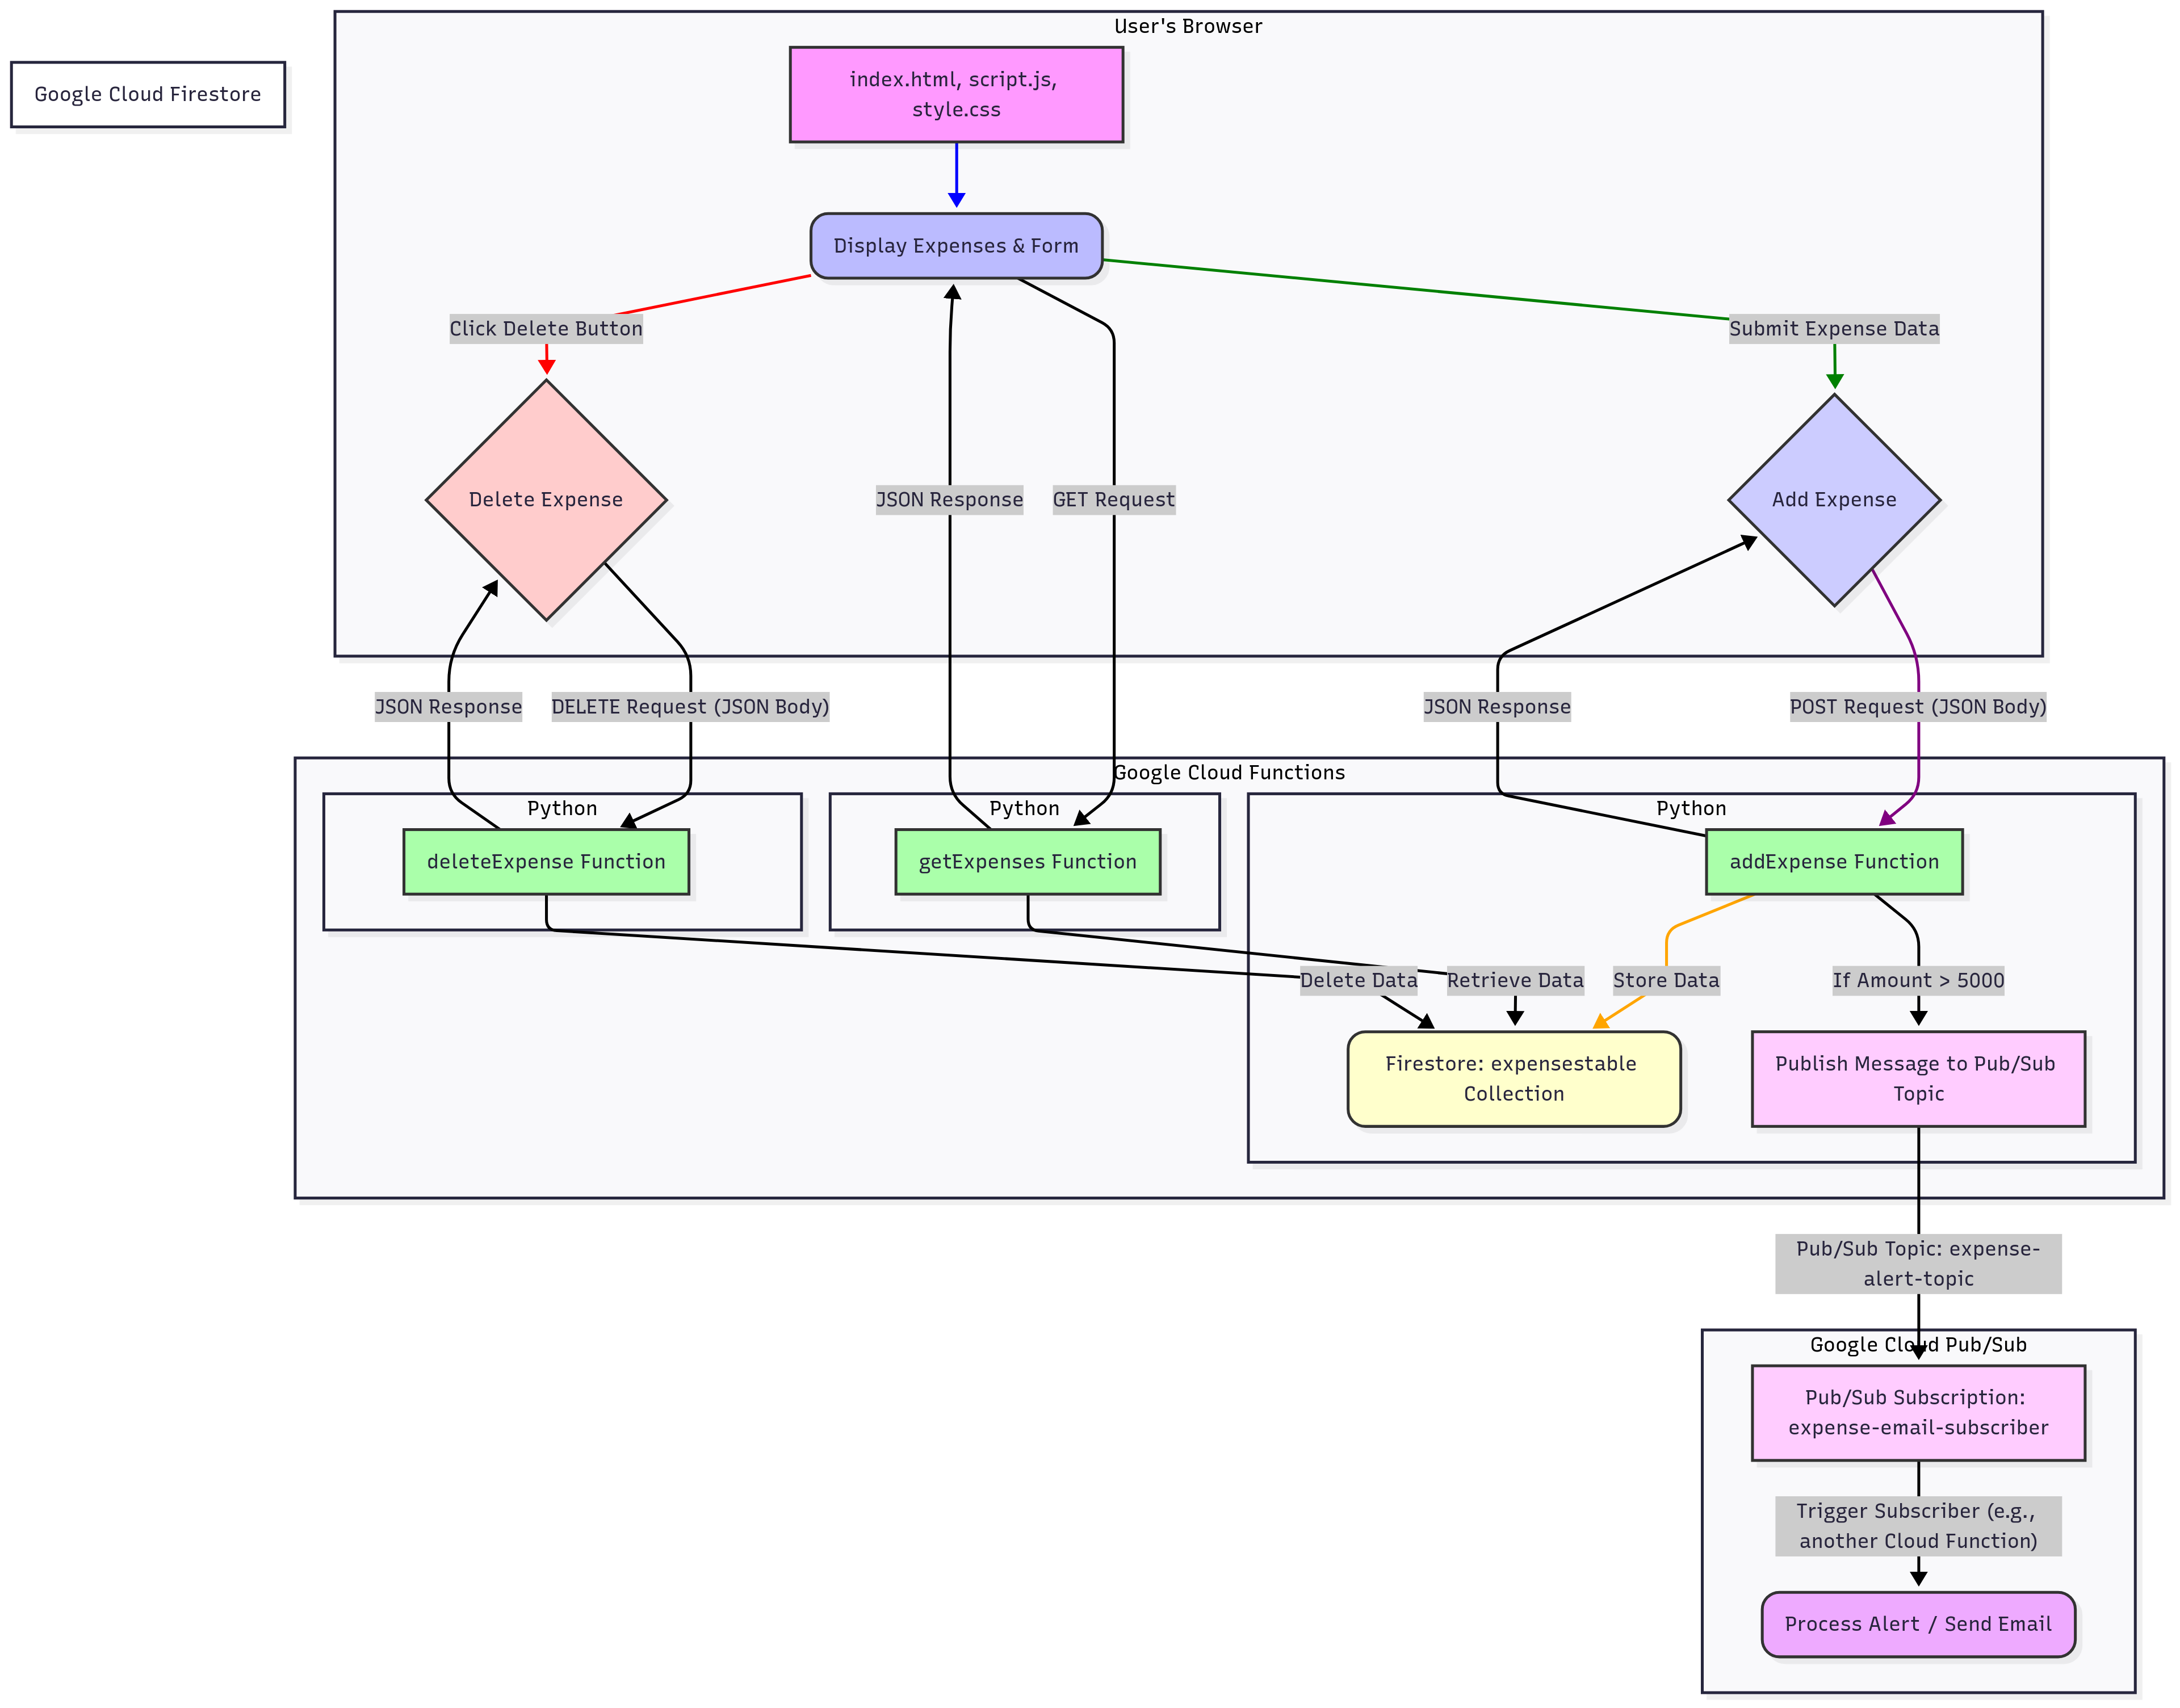 User's Browser
Google Cloud Firestore
index.html, script.js,
style.css
Display Expenses & Form
Click Delete Button
Submit Expense Data
Delete Expense
JSON Response
GET Request
Add Expense
JSON Response
DELETE Request (JSON Body)
JSON Response
POST Request (JSON Body)
Google Cloud Functions
Python
Python
Python
deleteExpense Function
getExpenses Function
addExpense Function
Delete Data
Retrieve Data
Store Data
If Amount > 5000
Firestore: expensestable
Collection
Publish Message to Pub/Sub
Topic
Pub/Sub Topic: expense-
alert-topic
Google Cloud Pub/Sub
Pub/Sub Subscription:
expense-email-subscriber
Trigger Subscriber (e.g.,
another Cloud Function)
Process Alert / Send Email